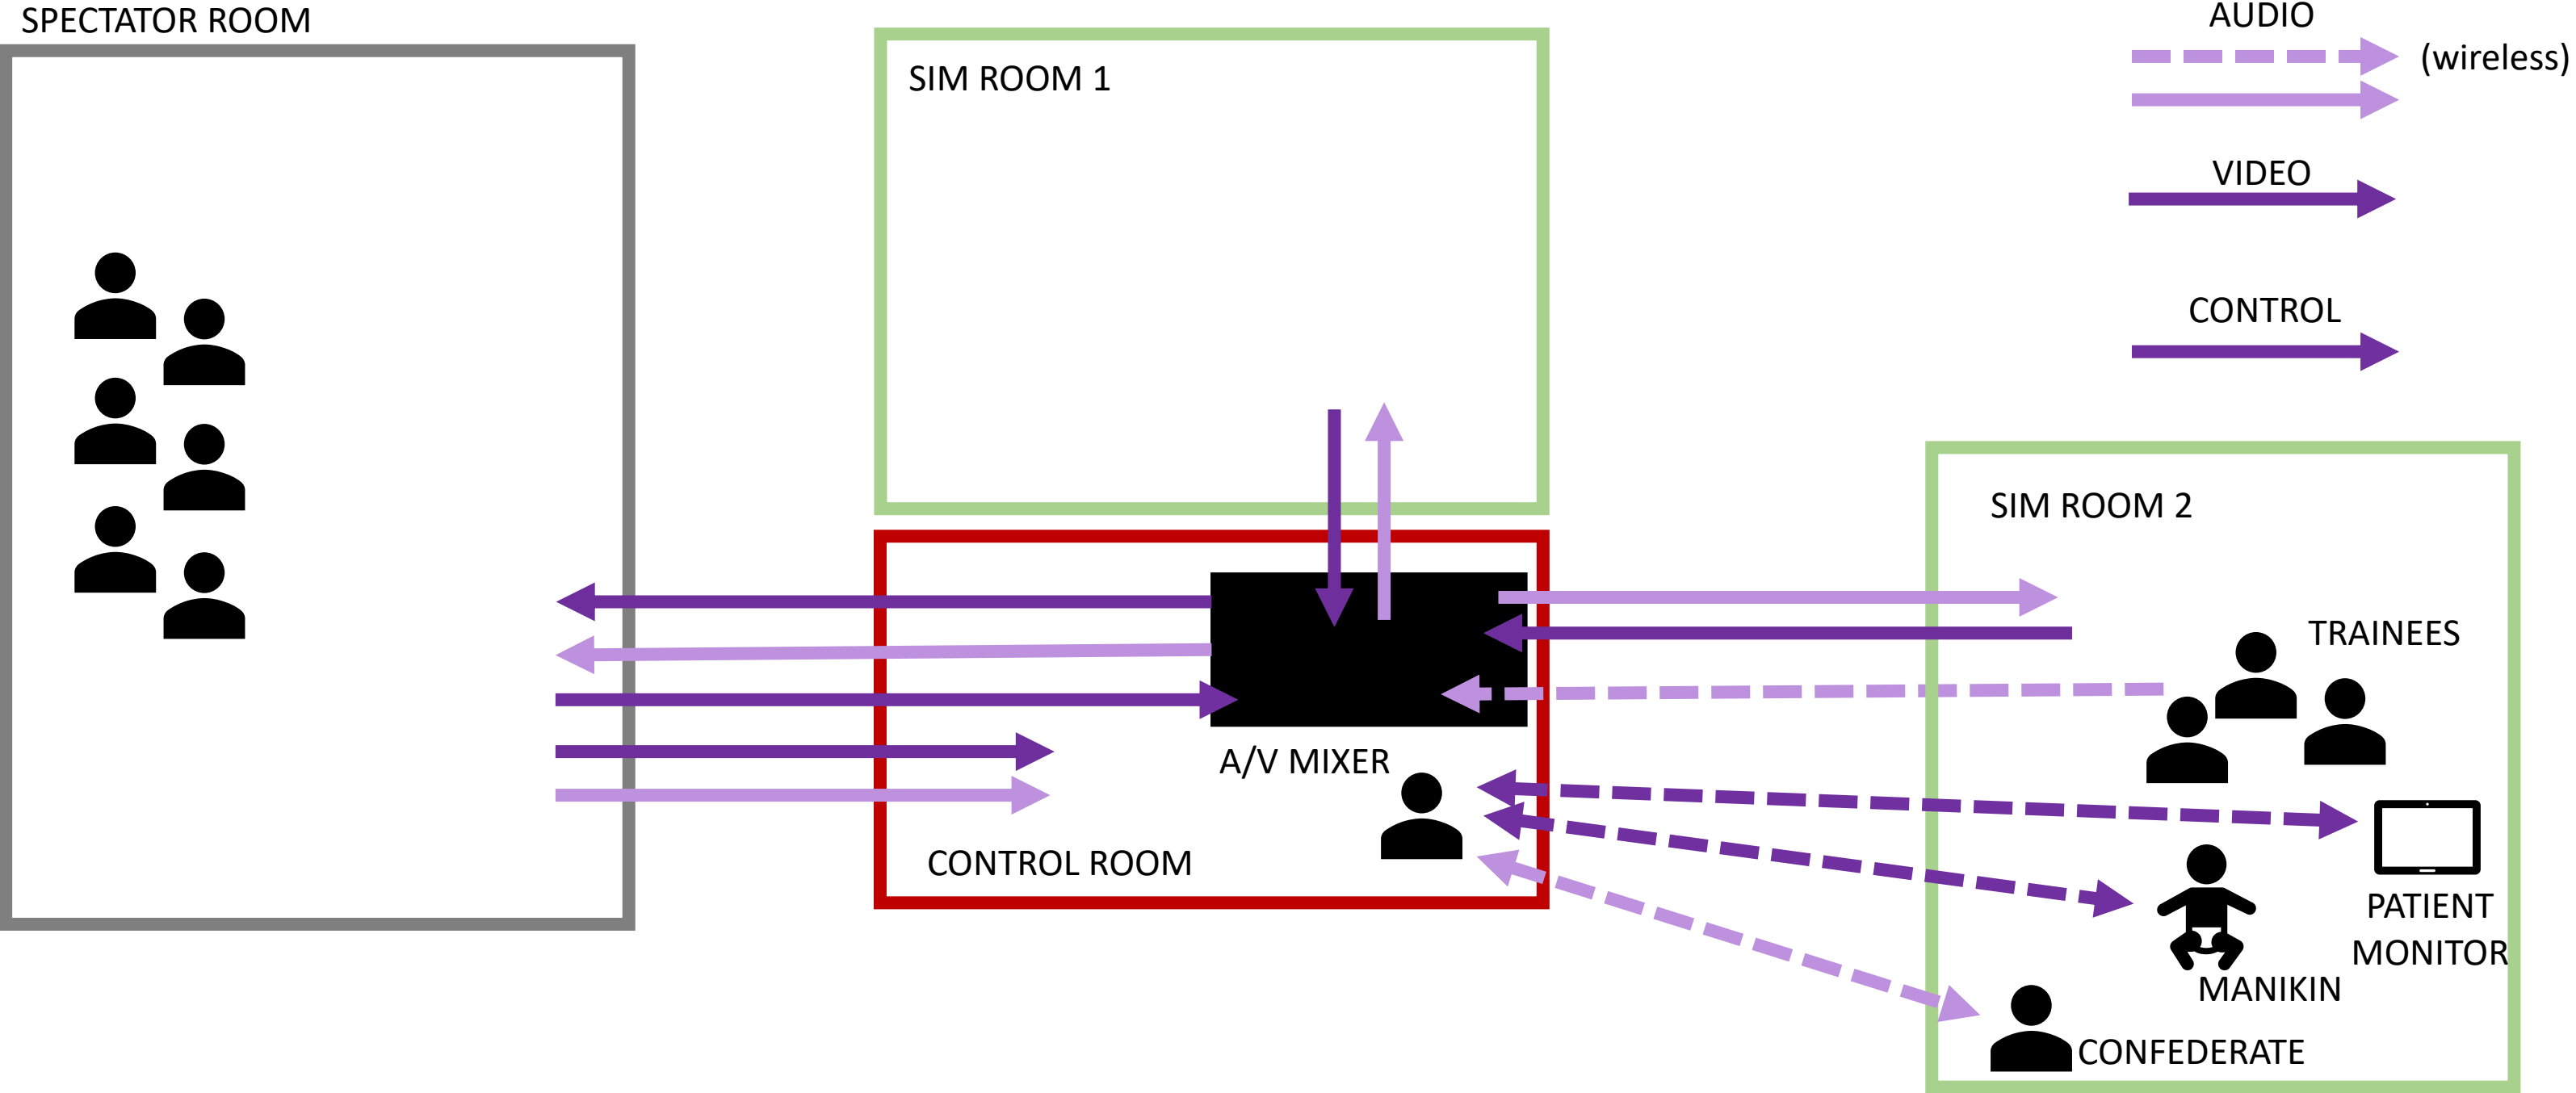 SPECTATOR ROOM
SIM ROOM 1
AUDIO
(wireless)
VIDEO
CONTROL
SIM ROOM 2
TRAINEES
A/V MIXER
CONTROL ROOM
PATIENT
MONITOR
MANIKIN
CONFEDERATE